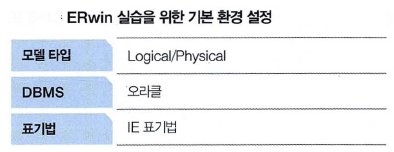 ERwin 실습을 위한 기본 환경 설정
모델 타입 Logical/Physical
DBMS 오라클
표기법 IE 표기법